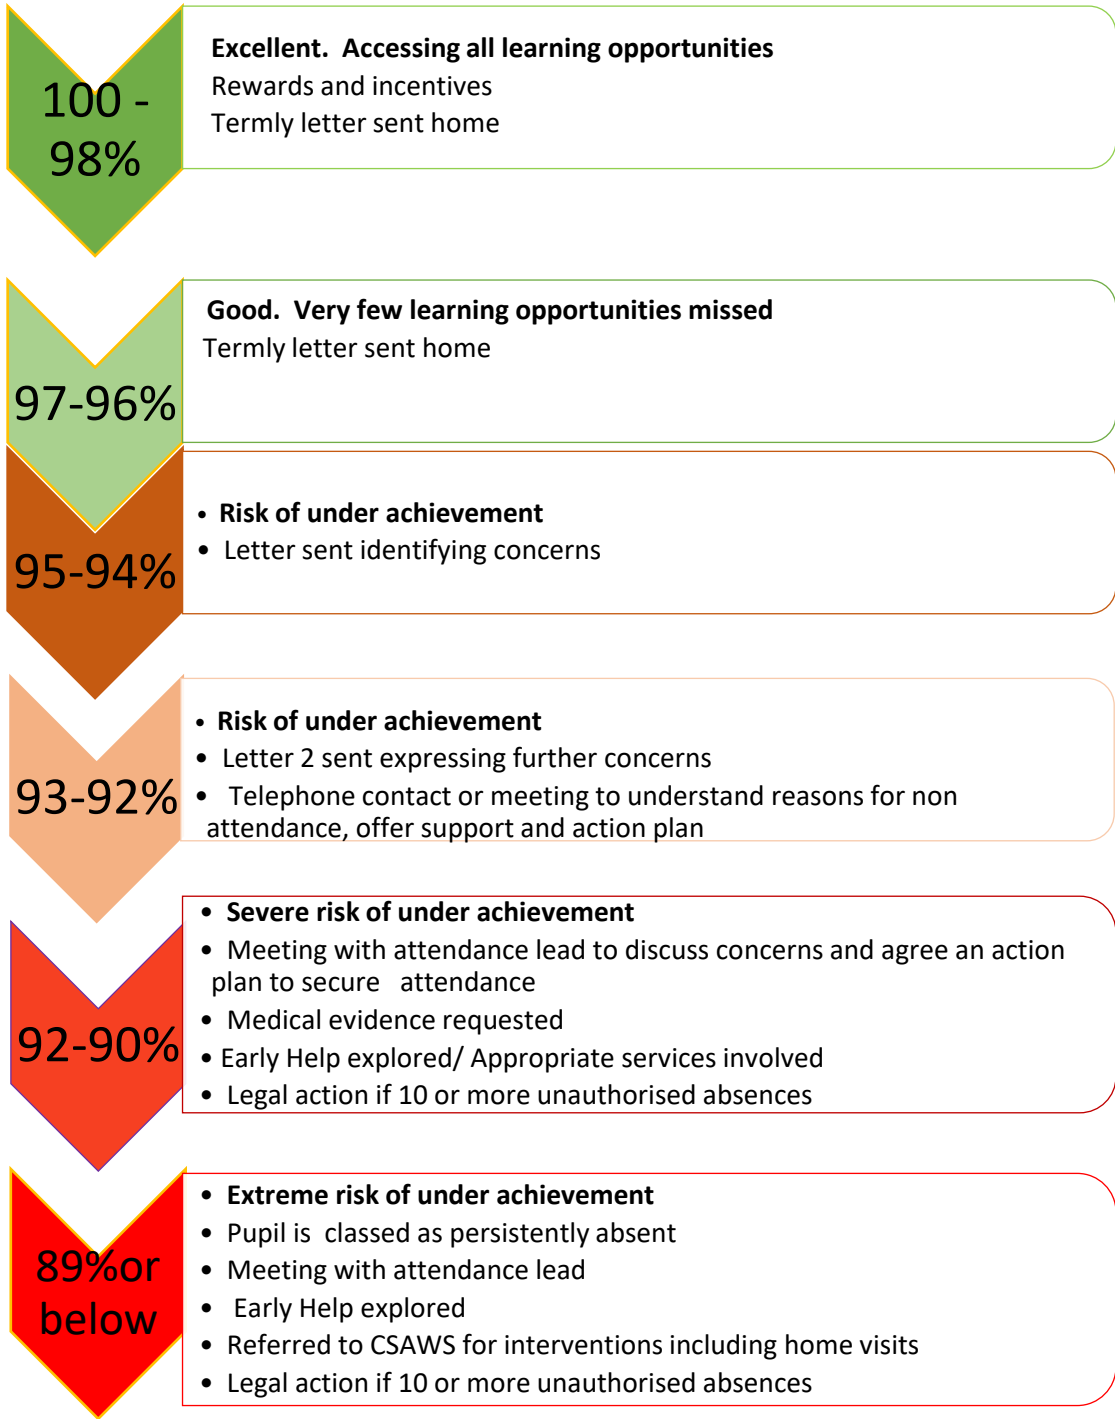 100 -
98%
Excellent.  Accessing all learning opportunities
Rewards and incentives
Termly letter sent home
97-96%
Good.  Very few learning opportunities missed
Termly letter sent home
95-94%
• Risk of under achievement
• Letter sent identifying concerns
93-92%
• Risk of under achievement
• Letter 2 sent expressing further concerns
• Telephone contact or meeting to understand reasons for non
attendance, offer support and action plan
92-90%
• Severe risk of under achievement
• Meeting with attendance lead to discuss concerns and agree an action
plan to secure   attendance
• Medical evidence requested
• Early Help explored/ Appropriate services involved
• Legal action if 10 or more unauthorised absences
89%or
below
• Extreme risk of under achievement
• Pupil is  classed as persistently absent
• Meeting with attendance lead
• Early Help explored
• Referred to CSAWS for interventions including home visits
• Legal action if 10 or more unauthorised absences